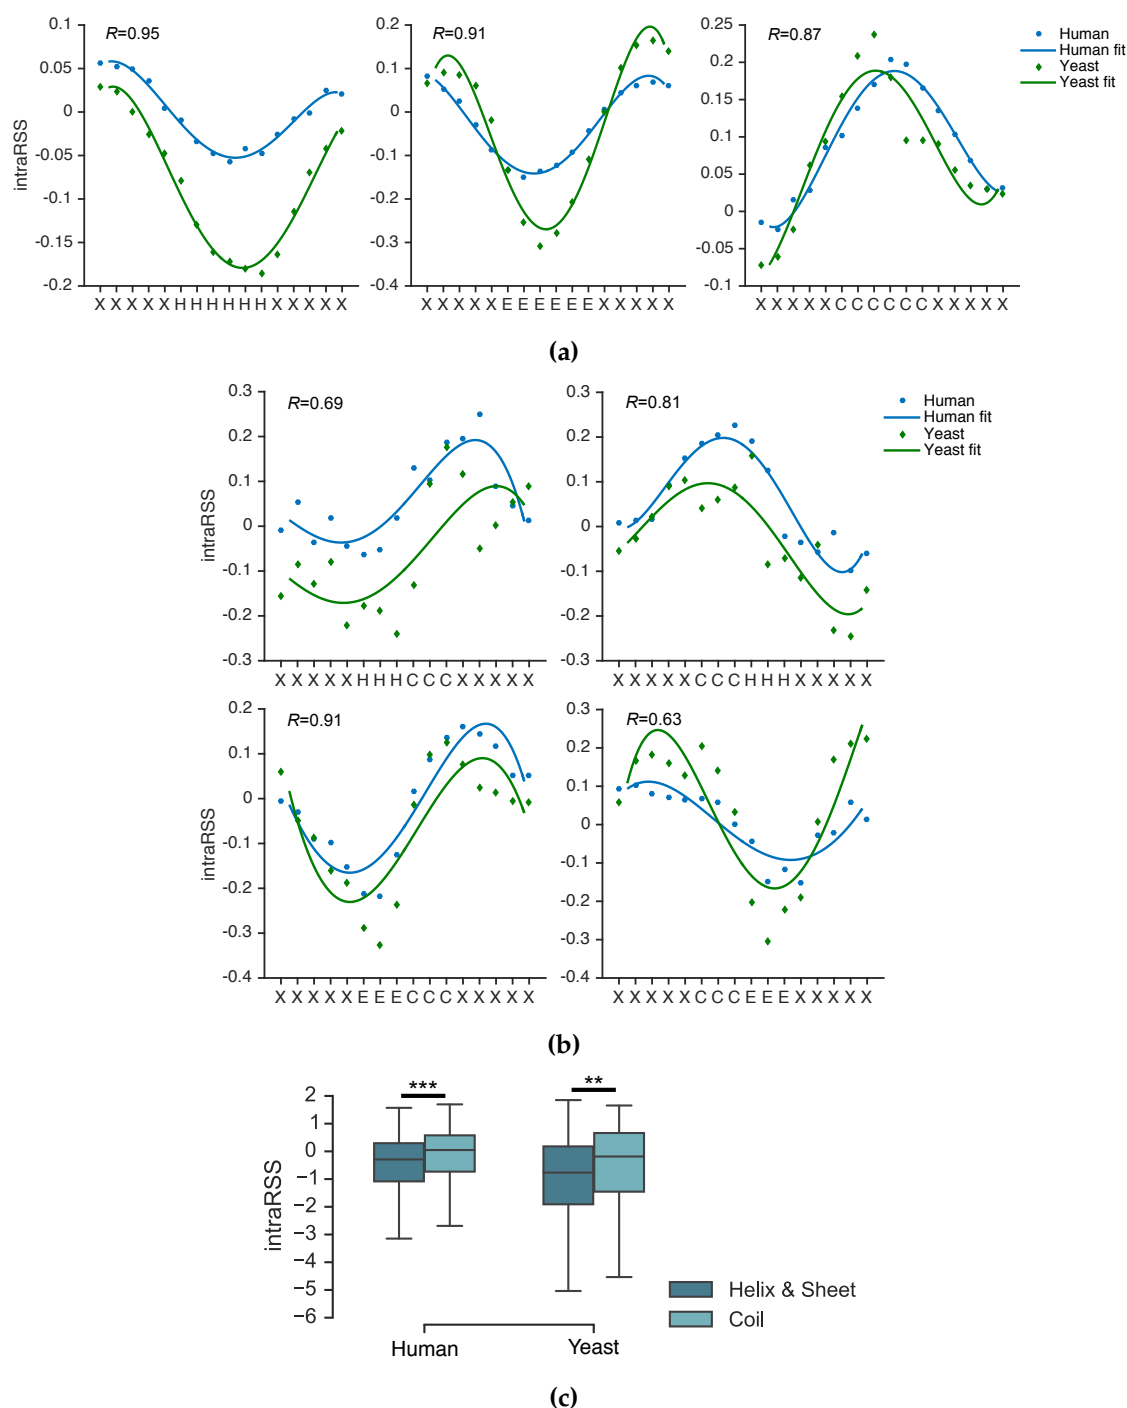 R=0.95
intraRSS
0.1
0.05
0
-0.05
-0.1
-0.15
-0.2
X X X X X H H H H H H X X X X X
R=0.91
0.2
0.1
0
-0.1
-0.2
-0.3
-0.4
X X X X X E E E E E E X X X X X
R=0.87
0.25
0.2
0.15
0.1
0.05
0
-0.05
-0.1
X X X X X C C C C C C X X X X X
Human
Human fit
Yeast
Yeast fit
(a)
R=0.69
intraRSS
0.3
0.2
0.1
0
-0.1
-0.2
-0.3
X X X X X H H H C C C X X X X X
R=0.81
0.3
0.2
0.1
0
-0.1
-0.2
-0.3
X X X X X C C C H H H X X X X X
Human
Human fit
Yeast
Yeast fit
R=0.91
intraRSS
0.2
0.1
0
-0.1
-0.2
-0.3
-0.4
X X X X X E E E C C C X X X X X
R=0.63
0.3
0.2
0.1
0
-0.1
-0.2
-0.3
-0.4
X X X X X C C C E E E X X X X X
(b)
intraRSS
2
1
0
−1
−2
−3
−4
−5
−6
***
**
Human
Yeast
Helix & Sheet
Coil
(c)